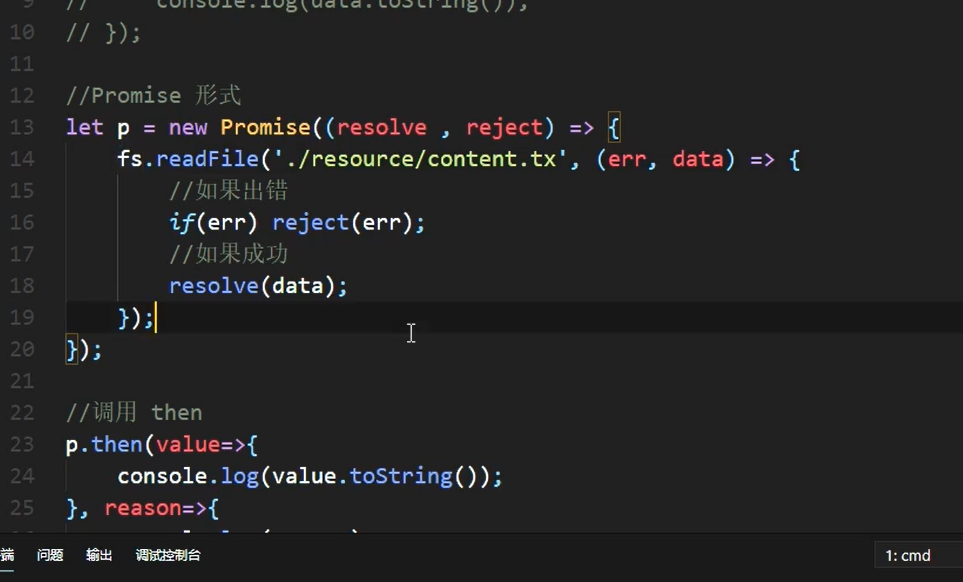 9 // console.log(data.toString());
10 // });
11
12 //Promise 形式
13 let p = new Promise((resolve , reject) => {
14 fs.readFile('./resource/content.tx', (err, data) => {
15 //如果出错
16 if(err) reject(err);
17 //如果成功
18 resolve(data);
19 });
20 });
21
22 //调用 then
23 p.then(value=>{
24 console.log(value.toString());
25 }, reason=>{
端 问题 输出 调试控制台 1: cmd